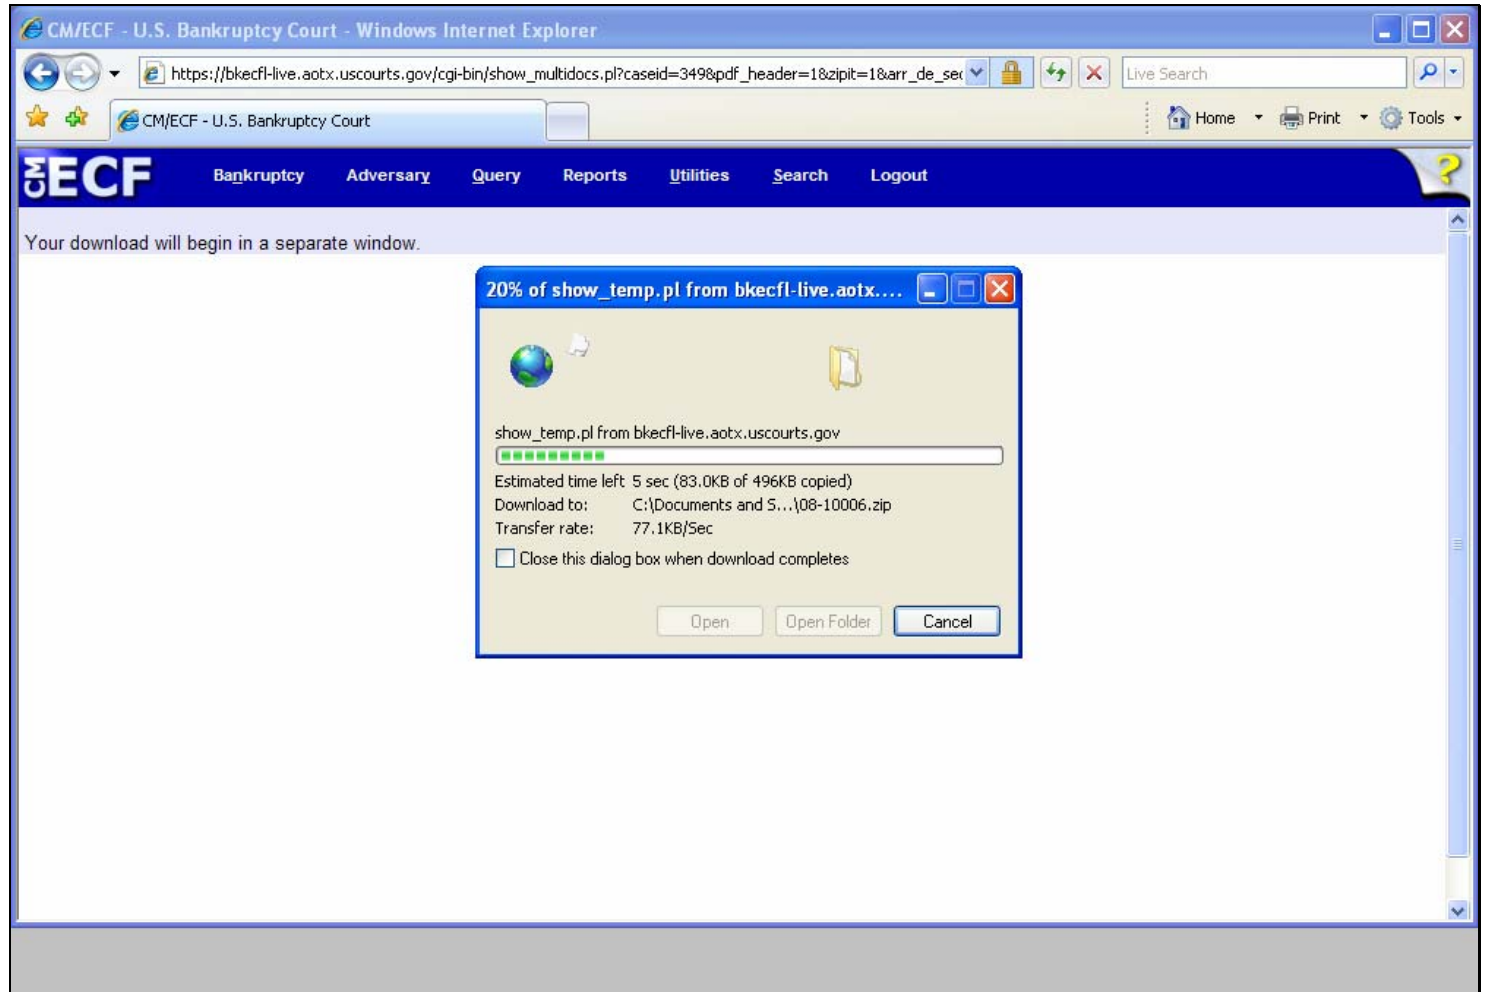 CM/ECF - U.S. Bankruptcy Court - Windows Internet Explorer
https://bkecfl-live.aotx.uscourts.gov/cgi-bin/show_multidocs.pl?caseid=349&pdf_header=1&zipit=1&arr_de_sec
Live Search
CM/ECF - U.S. Bankruptcy Court
Home Print Tools
CM ECF Bankruptcy Adversary Query Reports Utilities Search Logout ?
Your download will begin in a separate window.
20% of show_temp.pl from bkecfl-live.aotx....
show_temp.pl from bkecfl-live.aotx.uscourts.gov
Estimated time left 5 sec (83.0KB of 496KB copied)
Download to: C:\Documents and S...\08-10006.zip
Transfer rate: 77.1KB/Sec
Close this dialog box when download completes
Open Open Folder Cancel